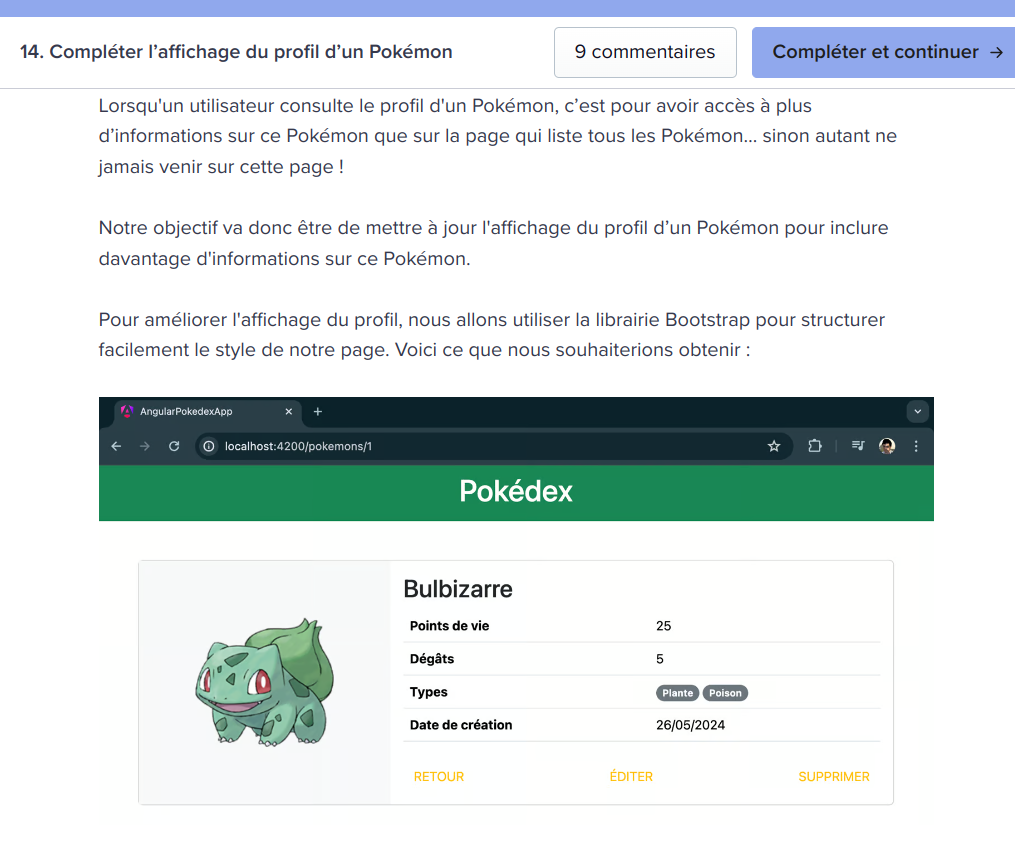 14. Compléter l’affichage du profil d’un Pokémon
9 commentaires
Compléter et continuer →
Lorsqu'un utilisateur consulte le profil d'un Pokémon, c’est pour avoir accès à plus
d’informations sur ce Pokémon que sur la page qui liste tous les Pokémon... sinon autant ne
jamais venir sur cette page !
Notre objectif va donc être de mettre à jour l'affichage du profil d’un Pokémon pour inclure
davantage d'informations sur ce Pokémon.
Pour améliorer l'affichage du profil, nous allons utiliser la librairie Bootstrap pour structurer
facilement le style de notre page. Voici ce que nous souhaiterions obtenir :
AngularPokedexApp
localhost:4200/pokemons/1
Pokédex
Bulbizarre
Points de vie 25
Dégâts 5
Types Plante Poison
Date de création 26/05/2024
RETOUR ÉDITER SUPPRIMER